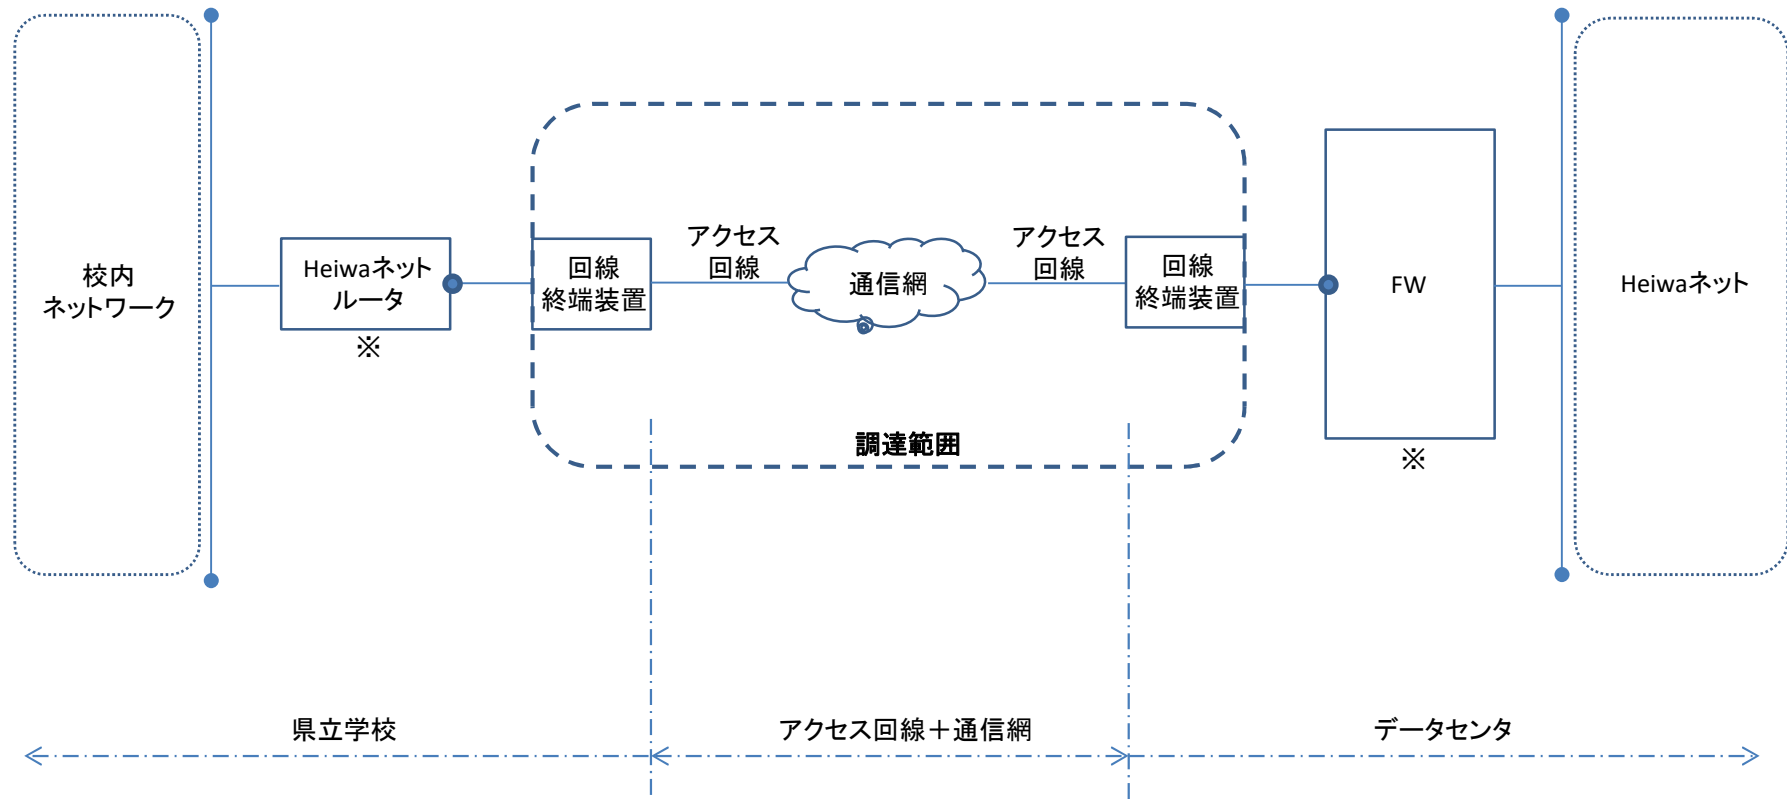 校内
ネットワーク
Heiwaネット
ルータ
※
回線
終端装置
アクセス
回線
通信網
アクセス
回線
回線
終端装置
FW
※
Heiwaネット
調達範囲
県立学校
アクセス回線＋通信網
データセンタ